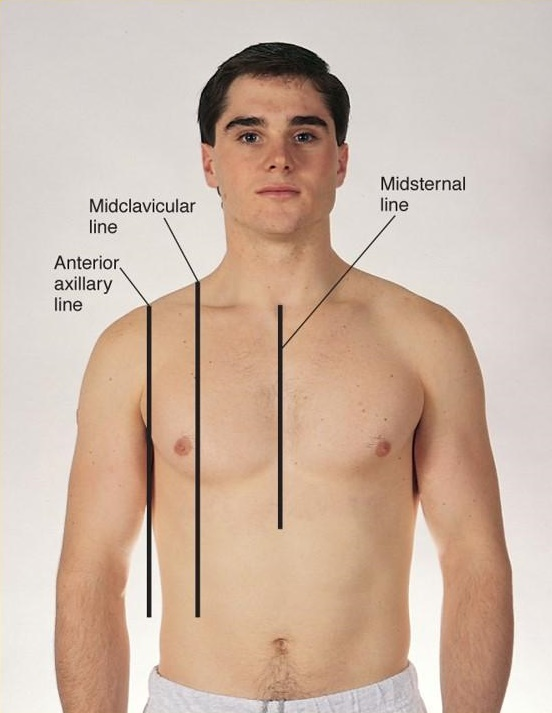 Midsternal
line
Midclavicular
line
Anterior
axillary
line